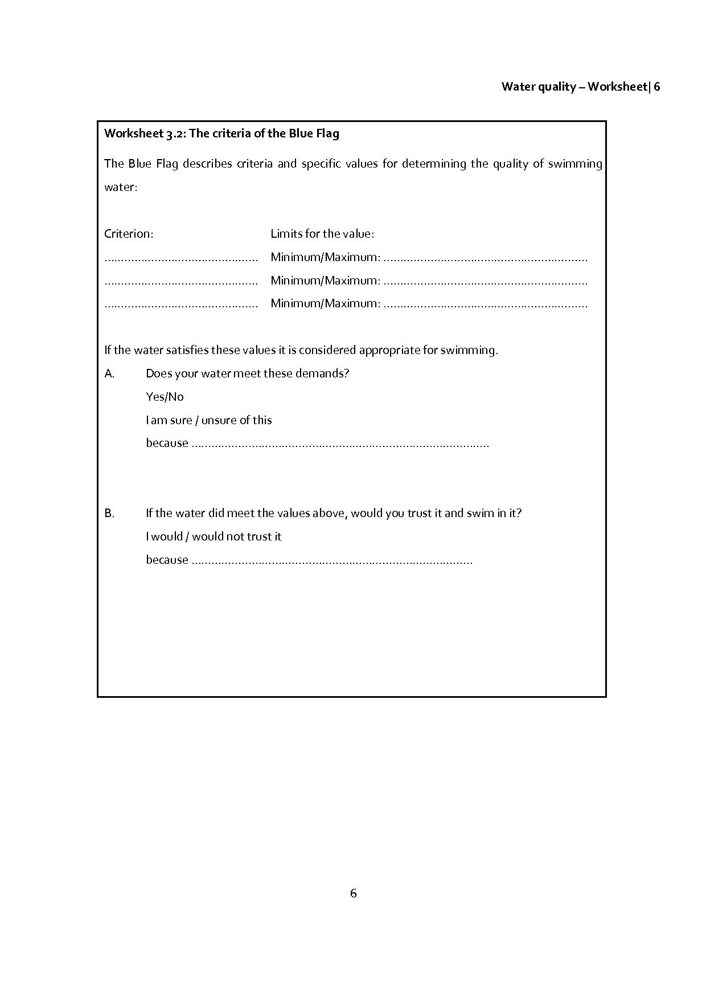 Water quality – Worksheet| 6
Worksheet 3.2: The criteria of the Blue Flag
The Blue Flag describes criteria and specific values for determining the quality of swimming
water:
Criterion: Limits for the value:
.............................................. Minimum/Maximum: .............................................................
.............................................. Minimum/Maximum: .............................................................
.............................................. Minimum/Maximum: .............................................................
If the water satisfies these values it is considered appropriate for swimming.
A. Does your water meet these demands?
Yes/No
I am sure / unsure of this
because .........................................................................................
B. If the water did meet the values above, would you trust it and swim in it?
I would / would not trust it
because ....................................................................................
6